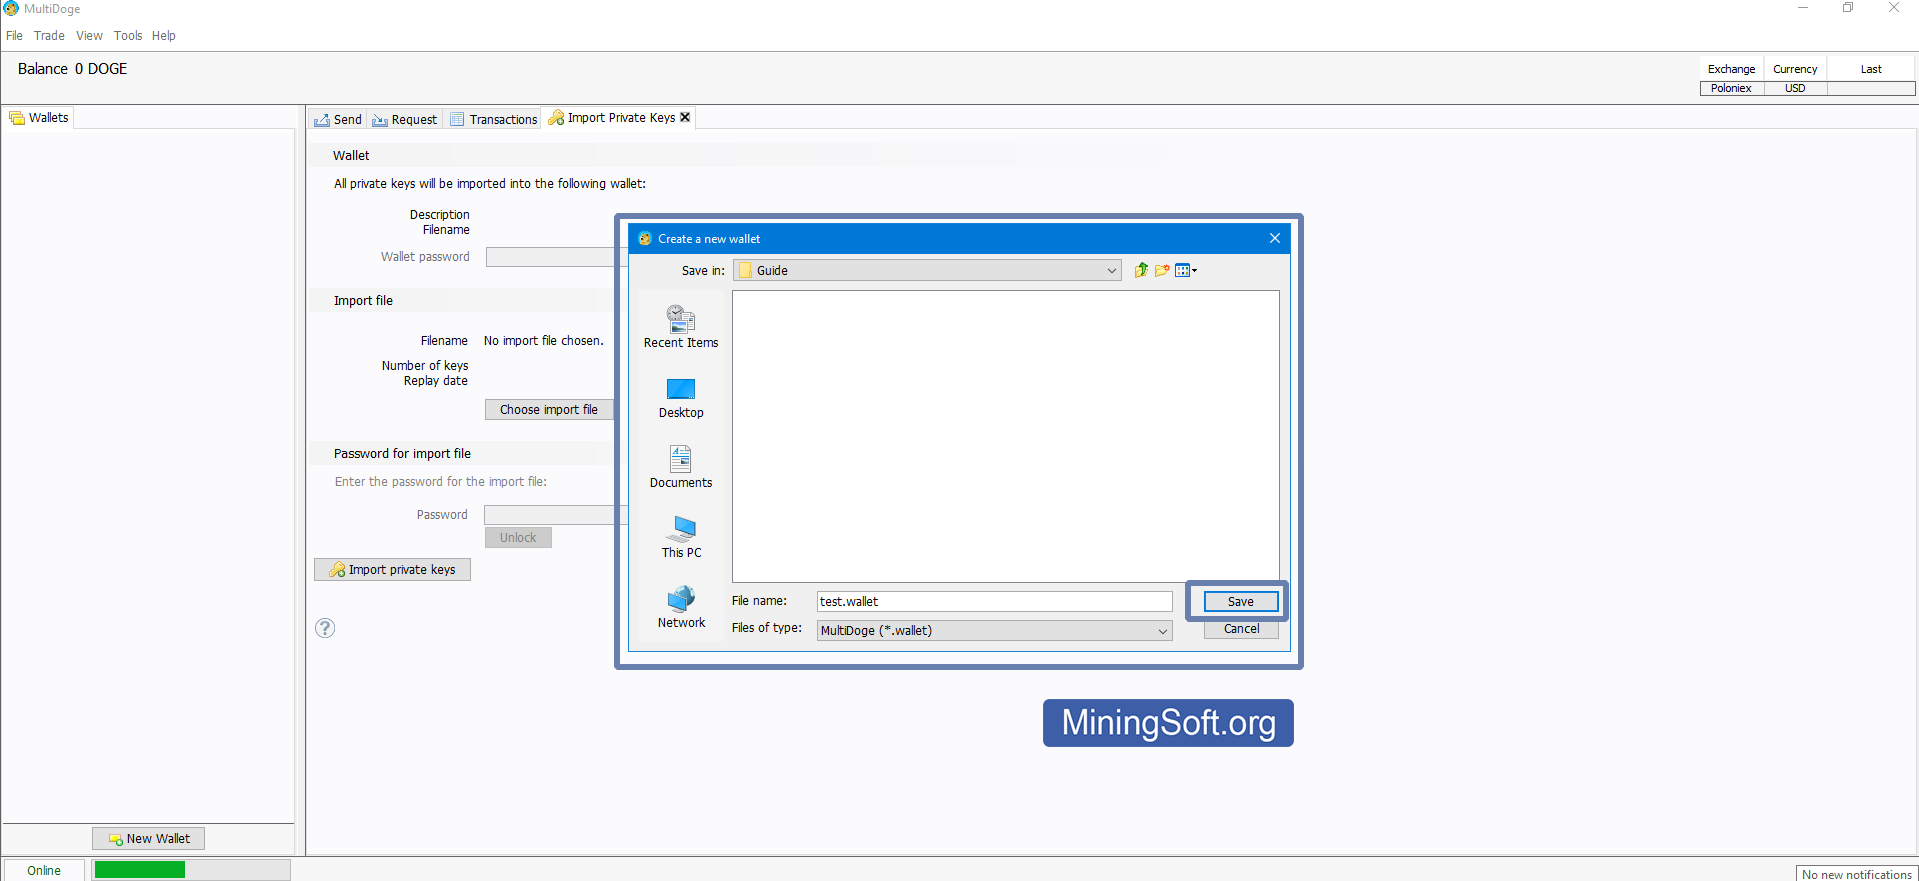 MultiDoge
File Trade View Tools Help
Balance 0 DOGE
Exchange Currency Last
Poloniex USD
Wallets
Send Request Transactions Import Private Keys
Wallet
All private keys will be imported into the following wallet:
Description
Filename
Wallet password
Import file
Filename No import file chosen.
Number of keys
Replay date
Choose import file
Password for import file
Enter the password for the import file:
Password
Unlock
Import private keys
?
Create a new wallet
Save in: Guide
Recent Items
Desktop
Documents
This PC
Network
File name: test.wallet Save
Files of type: MultiDoge (*.wallet) Cancel
MiningSoft.org
New Wallet
Online
No new notifications